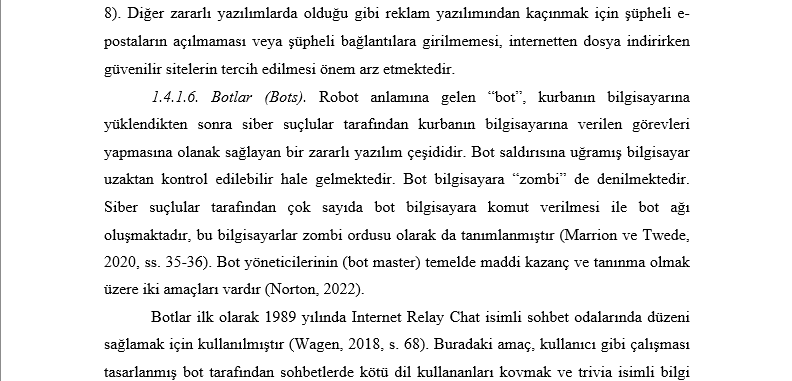 8). Diğer zararlı yazılımlarda olduğu gibi reklam yazılımından kaçınmak için şüpheli e-
postaların açılmaması veya şüpheli bağlantılara girilmemesi, internetten dosya indirirken
güvenilir sitelerin tercih edilmesi önem arz etmektedir.
1.4.1.6. Botlar (Bots). Robot anlamına gelen “bot”, kurbanın bilgisayarına
yüklendikten sonra siber suçlular tarafından kurbanın bilgisayarına verilen görevleri
yapmasına olanak sağlayan bir zararlı yazılım çeşididir. Bot saldırısına uğramış bilgisayar
uzaktan kontrol edilebilir hale gelmektedir. Bot bilgisayara “zombi” de denilmektedir.
Siber suçlular tarafından çok sayıda bot bilgisayara komut verilmesi ile bot ağı
oluşmaktadır, bu bilgisayarlar zombi ordusu olarak da tanımlanmıştır (Marrion ve Twede,
2020, ss. 35-36). Bot yöneticilerinin (bot master) temelde maddi kazanç ve tanınma olmak
üzere iki amaçları vardır (Norton, 2022).
Botlar ilk olarak 1989 yılında Internet Relay Chat isimli sohbet odalarında düzeni
sağlamak için kullanılmıştır (Wagen, 2018, s. 68). Buradaki amaç, kullanıcı gibi çalışması
tasarlanmış bot tarafından sohbetlerde kötü dil kullananları kovmak ve trivia isimli bilgi